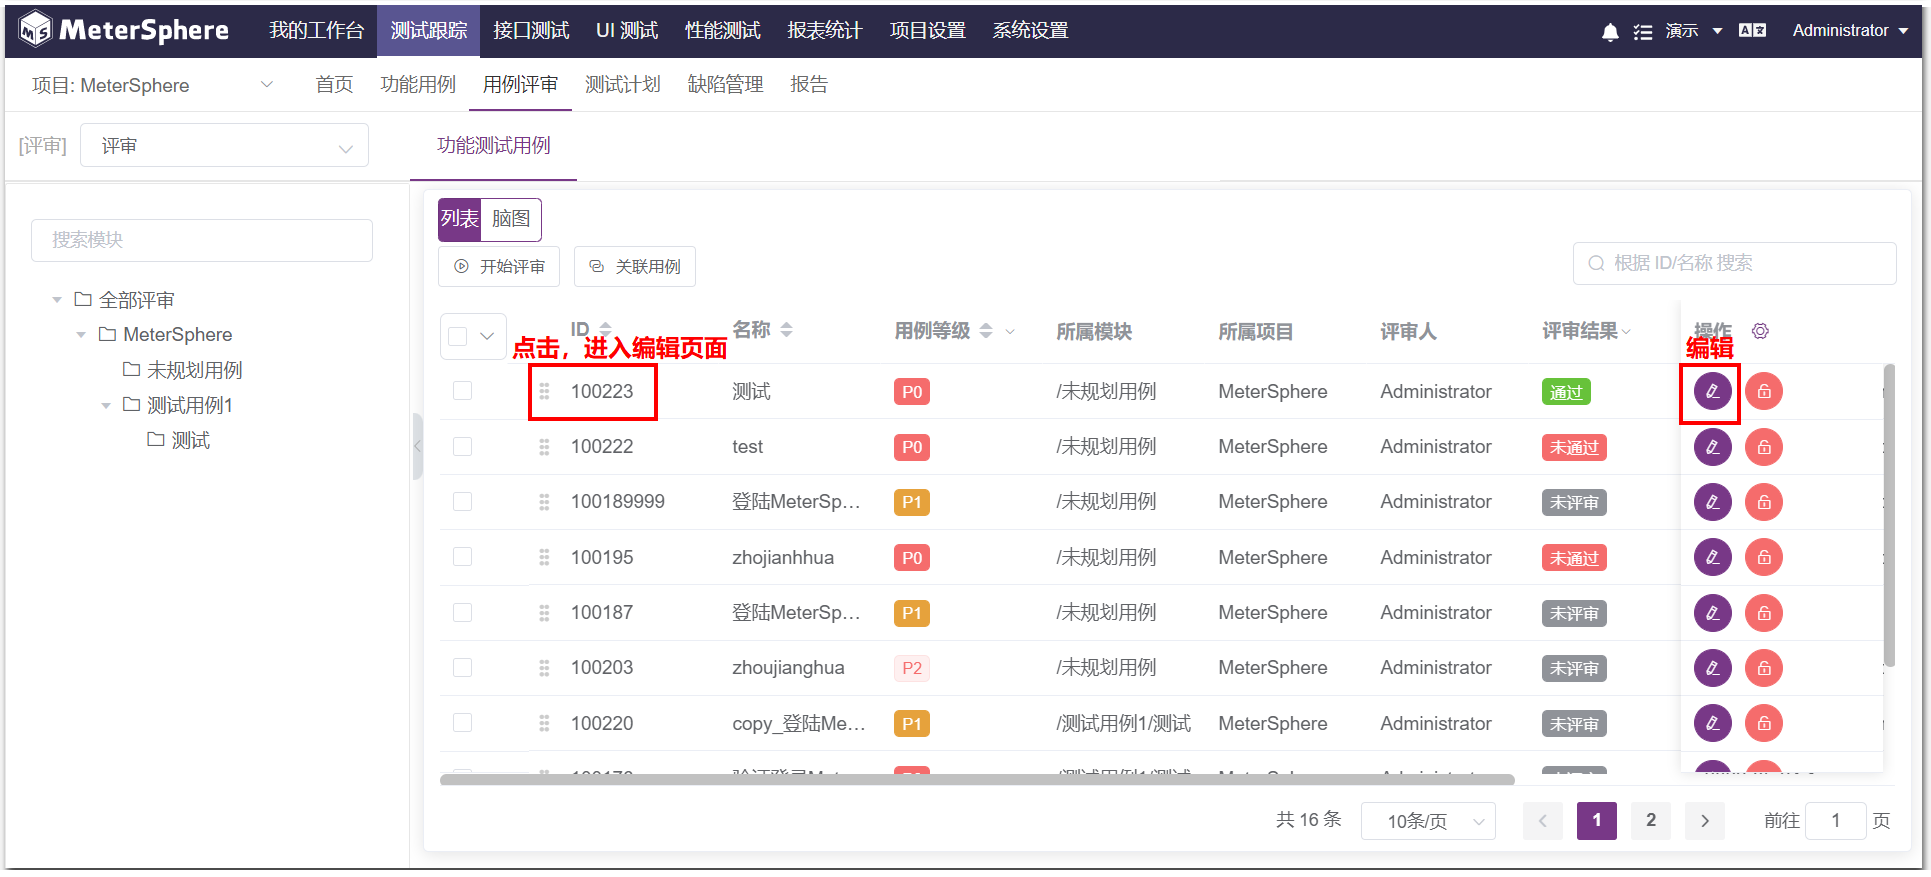 MeterSphere 我的工作台 测试跟踪 接口测试 UI 测试 性能测试 报表统计 项目设置 系统设置 演示 Administrator
项目: MeterSphere 首页 功能用例 用例评审 测试计划 缺陷管理 报告
[评审] 评审 功能测试用例
搜索模块
全部评审
MeterSphere
未规划用例
测试用例1
测试
列表 脑图
开始评审 关联用例 根据 ID/名称 搜索
ID 名称 用例等级 所属模块 所属项目 评审人 评审结果 操作
点击，进入编辑页面 编辑
100223 测试 P0 /未规划用例 MeterSphere Administrator 通过
100222 test P0 /未规划用例 MeterSphere Administrator 未通过
100189999 登陆MeterSp... P1 /未规划用例 MeterSphere Administrator 未评审
100195 zhojianhhua P0 /未规划用例 MeterSphere Administrator 未通过
100187 登陆MeterSp... P1 /未规划用例 MeterSphere Administrator 未评审
100203 zhoujianghua P2 /未规划用例 MeterSphere Administrator 未评审
100220 copy_登陆Me... P1 /测试用例1/测试 MeterSphere Administrator 未评审
/测试用例1/测试 MeterSphere Administrator
共 16 条 10条/页 1 2 前往 1 页